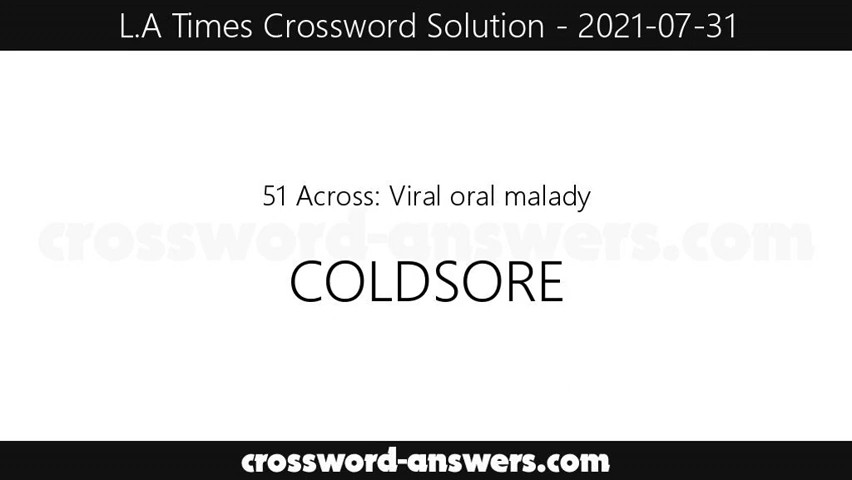 L.A Times Crossword Solution - 2021-07-31
51 Across: Viral oral malady
crossword-answers.com
COLDSORE
crossword-answers.com